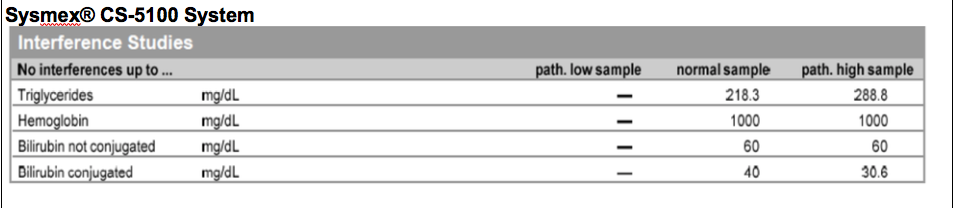 Sysmex® CS-5100 System
Interference Studies
No interferences up to ... path. low sample normal sample path. high sample
Triglycerides mg/dL — 218.3 288.8
Hemoglobin mg/dL — 1000 1000
Bilirubin not conjugated mg/dL — 60 60
Bilirubin conjugated mg/dL — 40 30.6